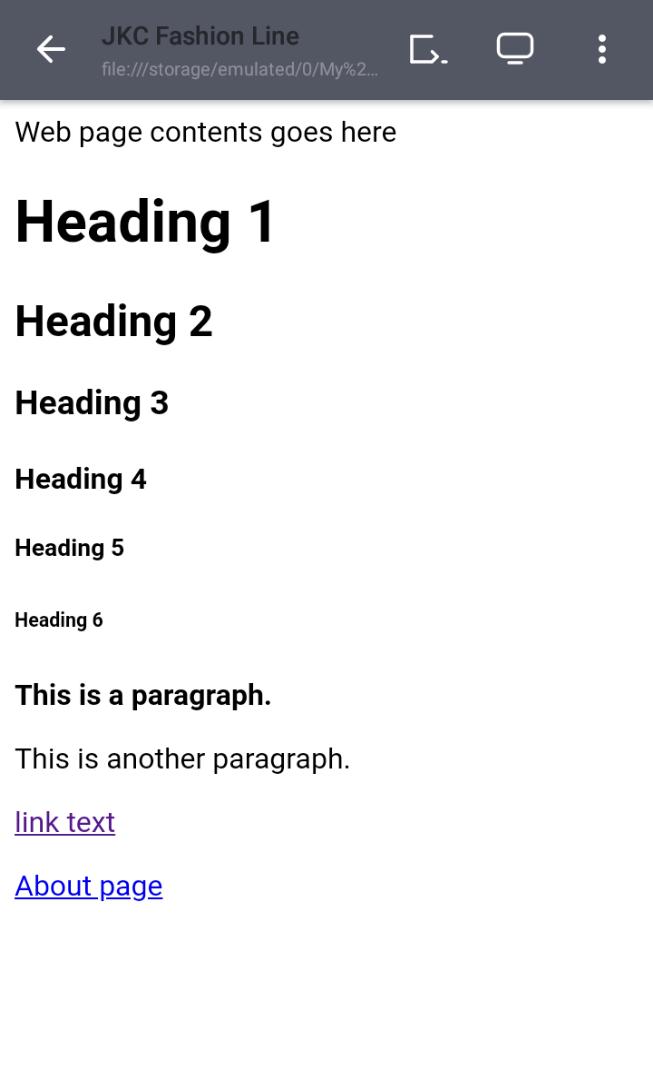 JKC Fashion Line
file:///storage/emulated/0/My%2...
Web page contents goes here
Heading 1
Heading 2
Heading 3
Heading 4
Heading 5
Heading 6
This is a paragraph.
This is another paragraph.
link text
About page